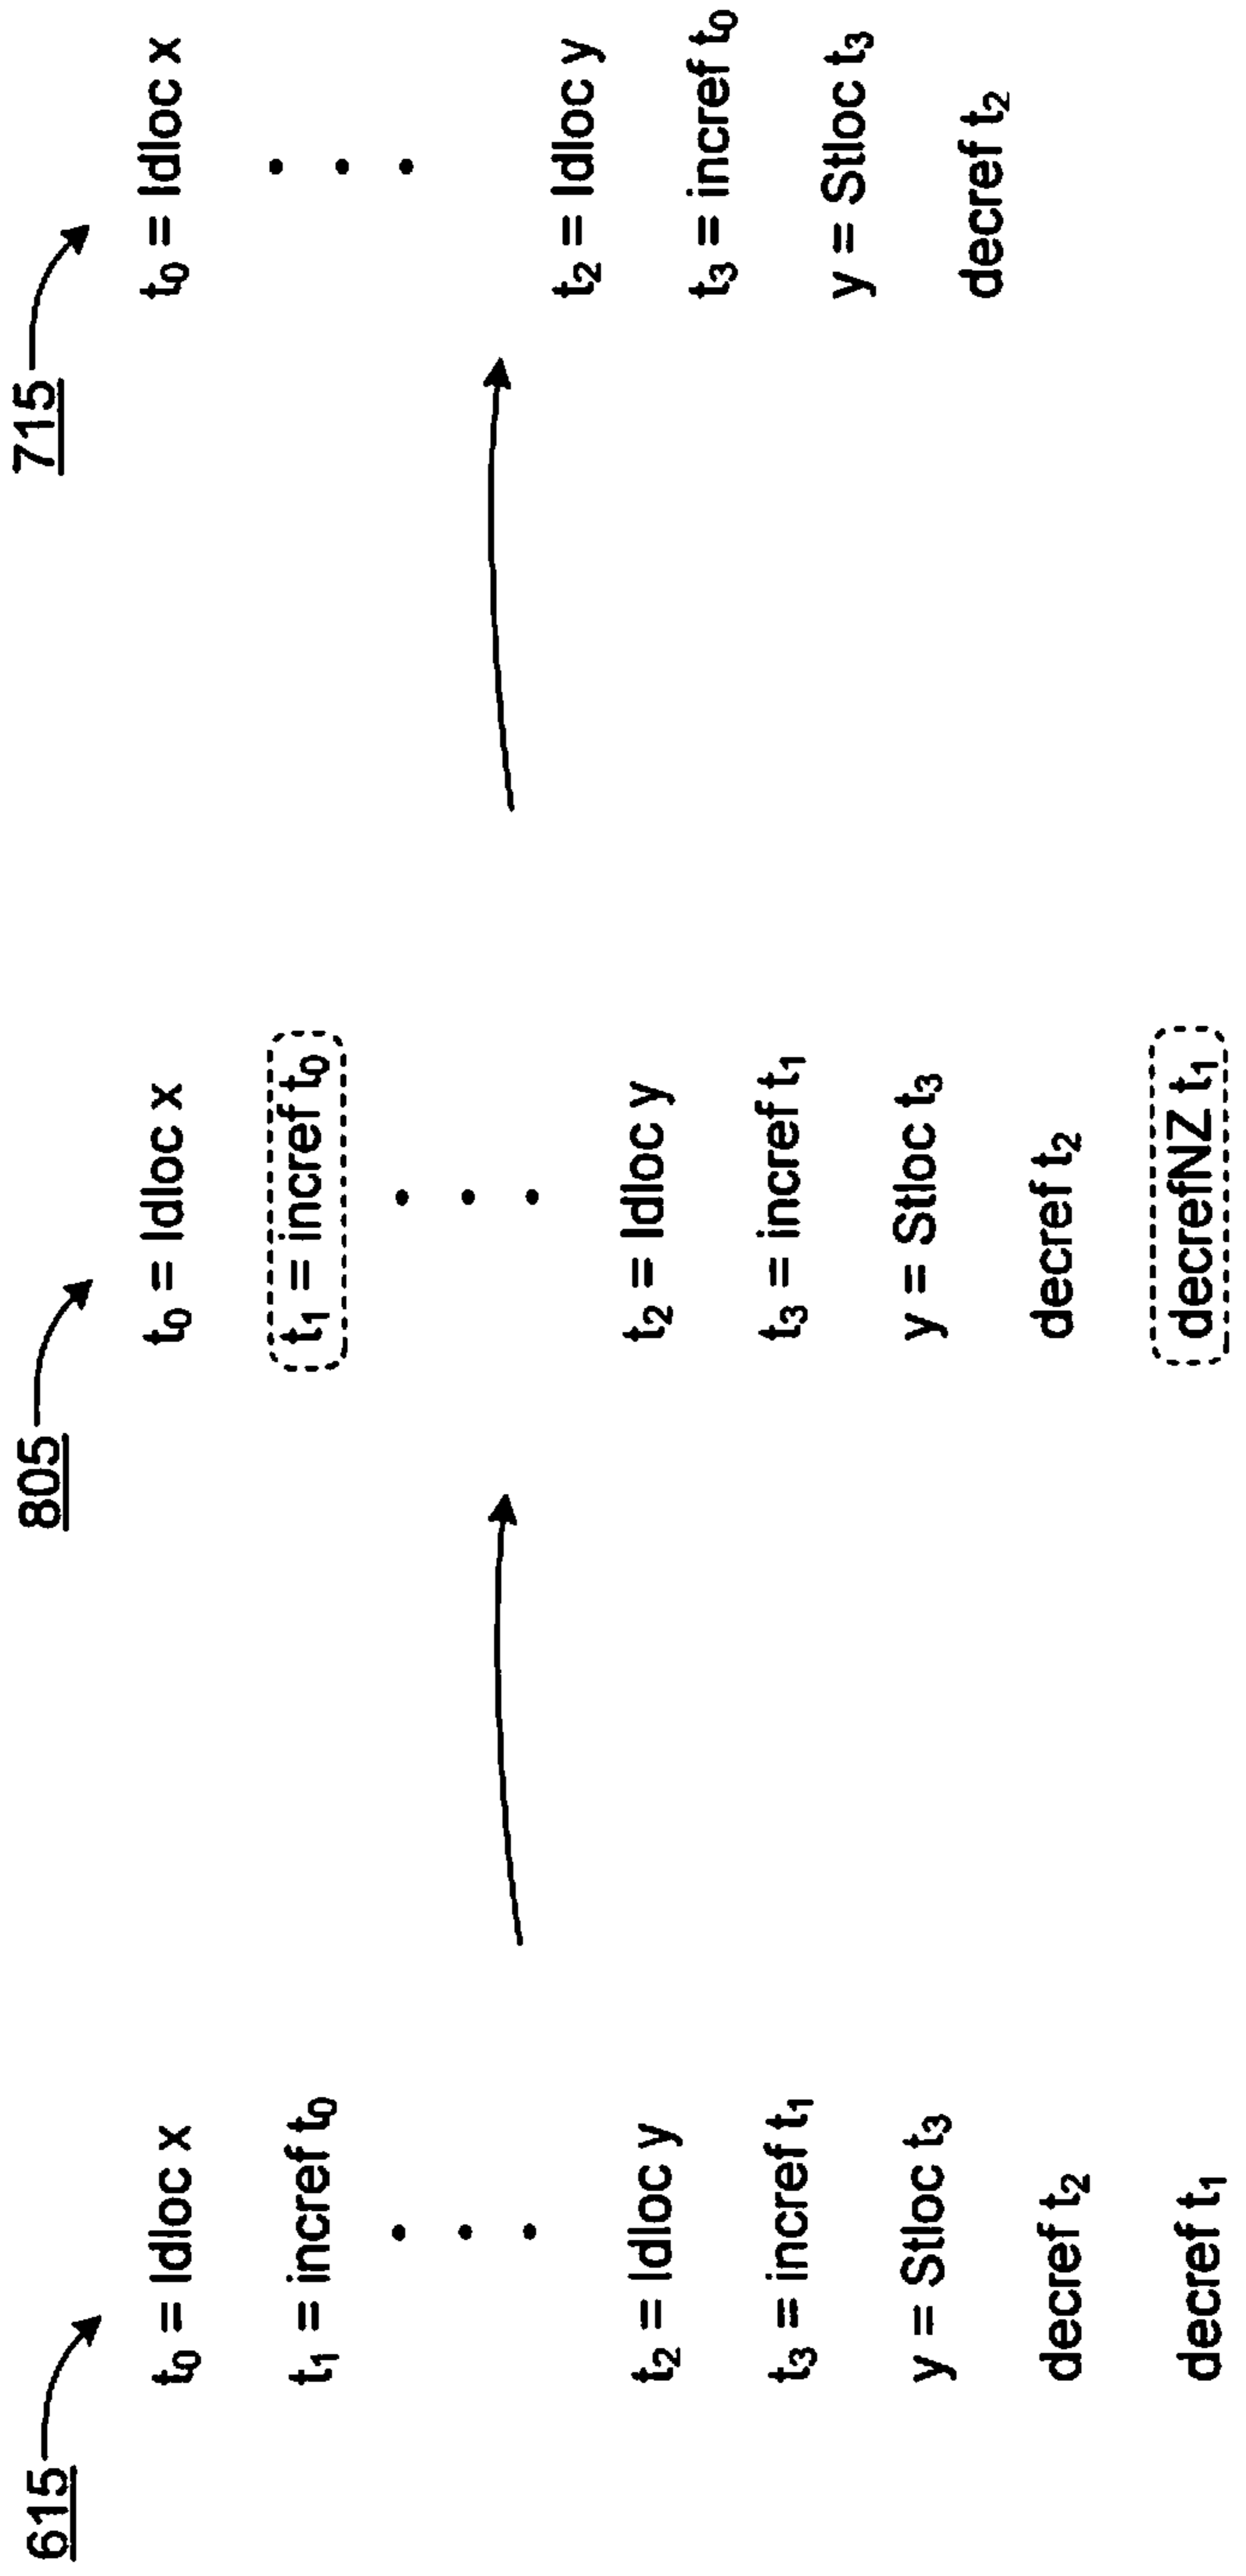 615
t₀ = ldloc x
t₁ = incref t₀
t₂ = ldloc y
t₃ = incref t₁
y = Stloc t₃
decref t₂
decref t₁
805
t₀ = ldloc x
t₁ = incref t₀
t₂ = ldloc y
t₃ = incref t₁
y = Stloc t₃
decref t₂
decrefNZ t₁
715
t₀ = ldloc x
t₂ = ldloc y
t₃ = incref t₀
y = Stloc t₃
decref t₂